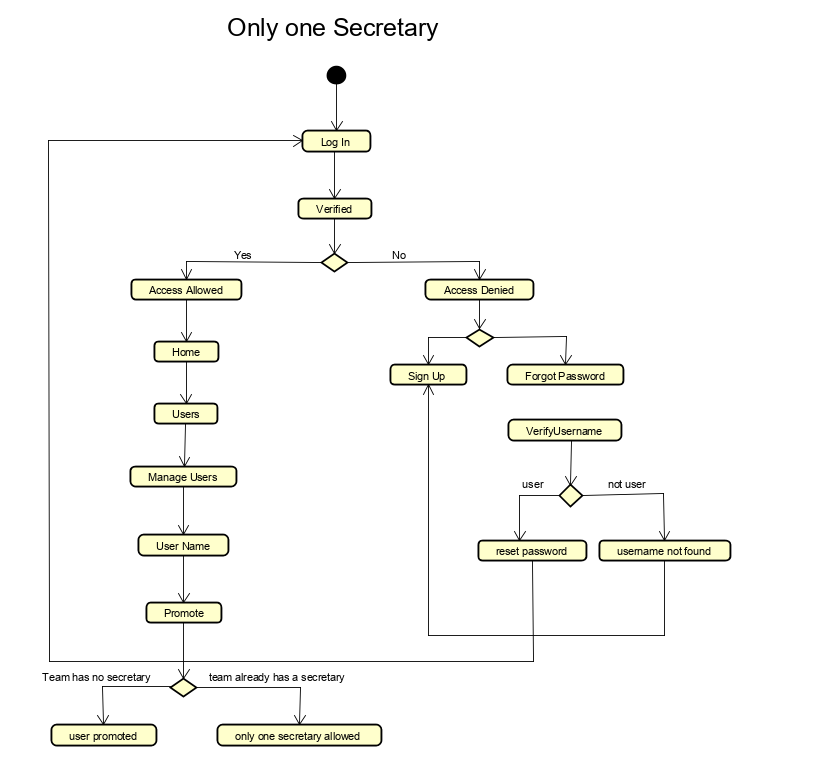 Only one Secretary
Log In
Verified
Yes
No
Access Allowed
Access Denied
Home
Sign Up
Forgot Password
Users
VerifyUsername
Manage Users
user
not user
User Name
reset password
username not found
Promote
Team has no secretary
team already has a secretary
user promoted
only one secretary allowed